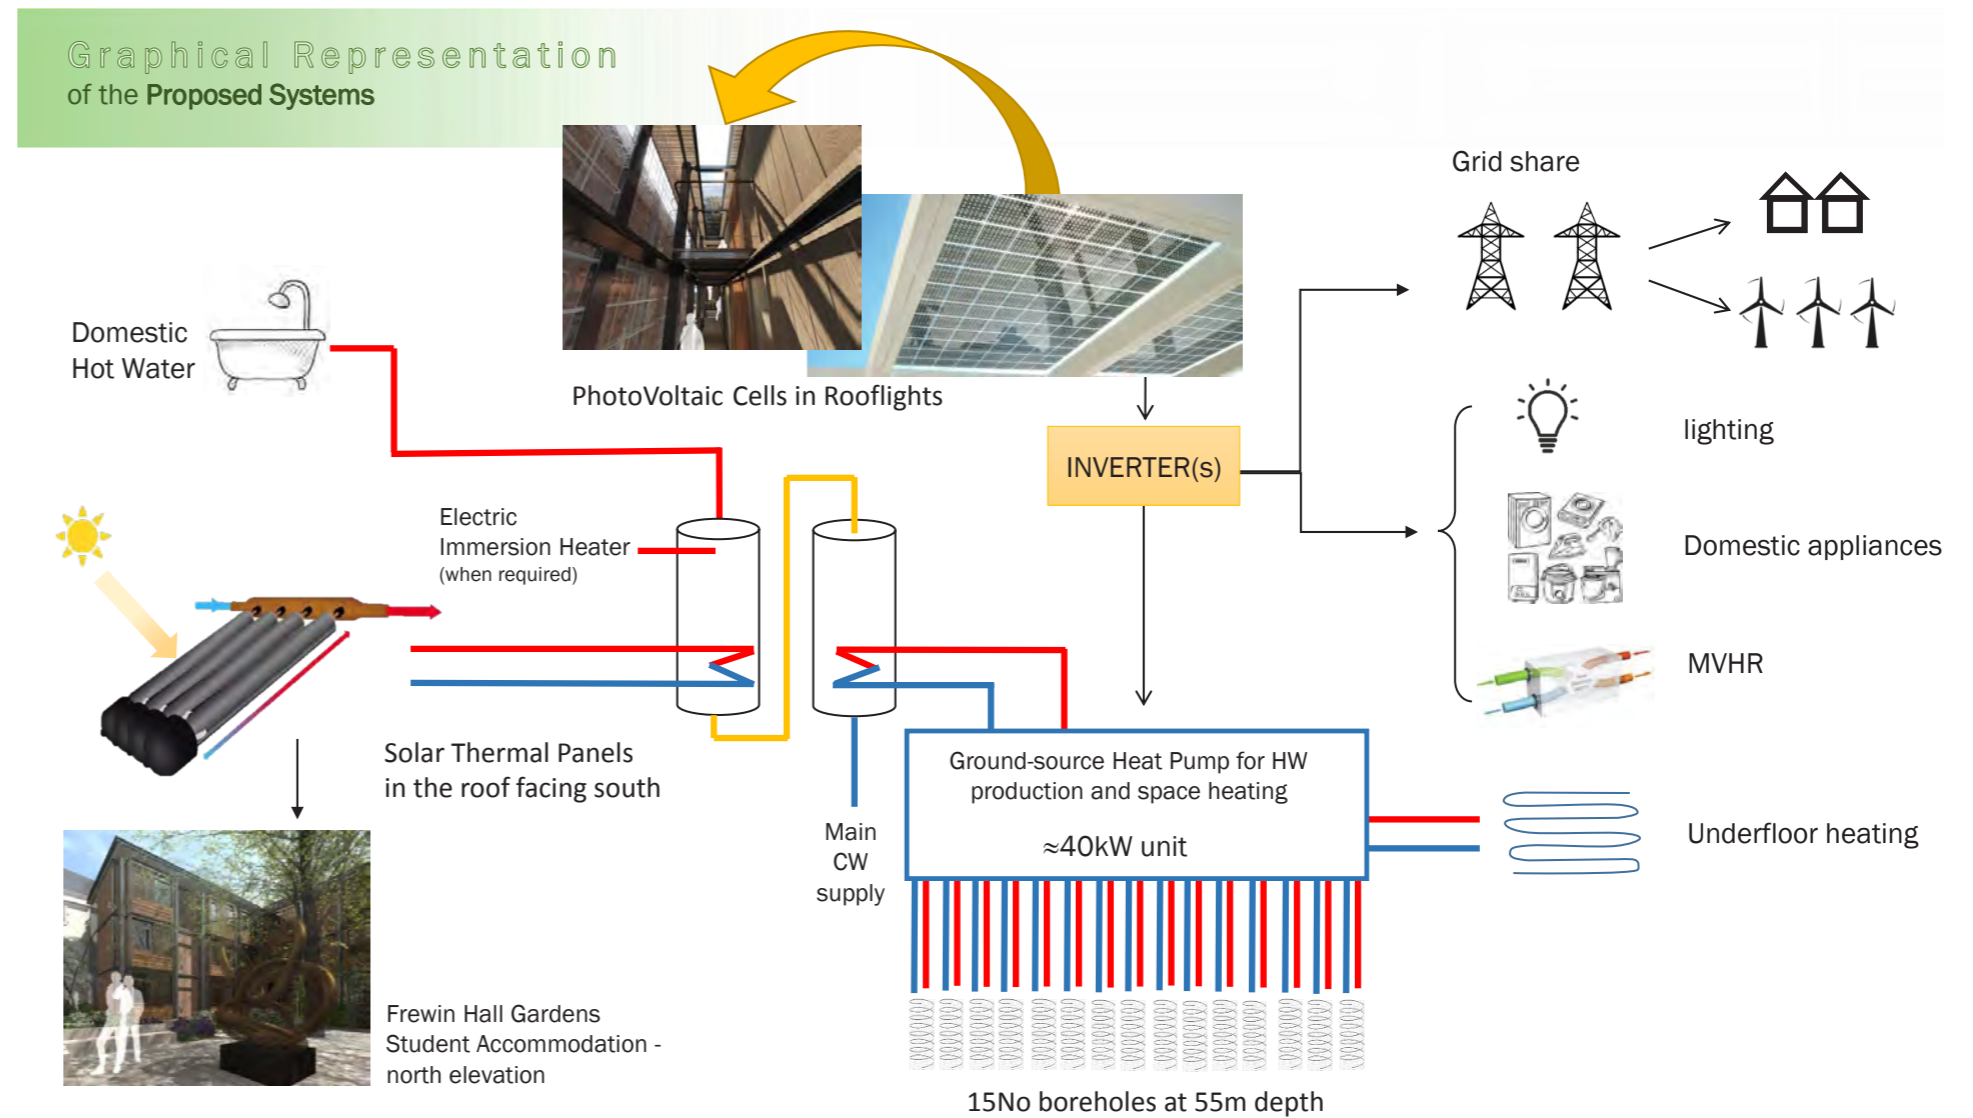 Graphical Representation
of the Proposed Systems
Grid share
Domestic
Hot Water
PhotoVoltaic Cells in Rooflights
lighting
INVERTER(s)
Electric
Immersion Heater
(when required)
Domestic appliances
MVHR
Solar Thermal Panels
in the roof facing south
Ground-source Heat Pump for HW
production and space heating
≈40kW unit
Main
CW
supply
Underfloor heating
Frewin Hall Gardens
Student Accommodation -
north elevation
15No boreholes at 55m depth